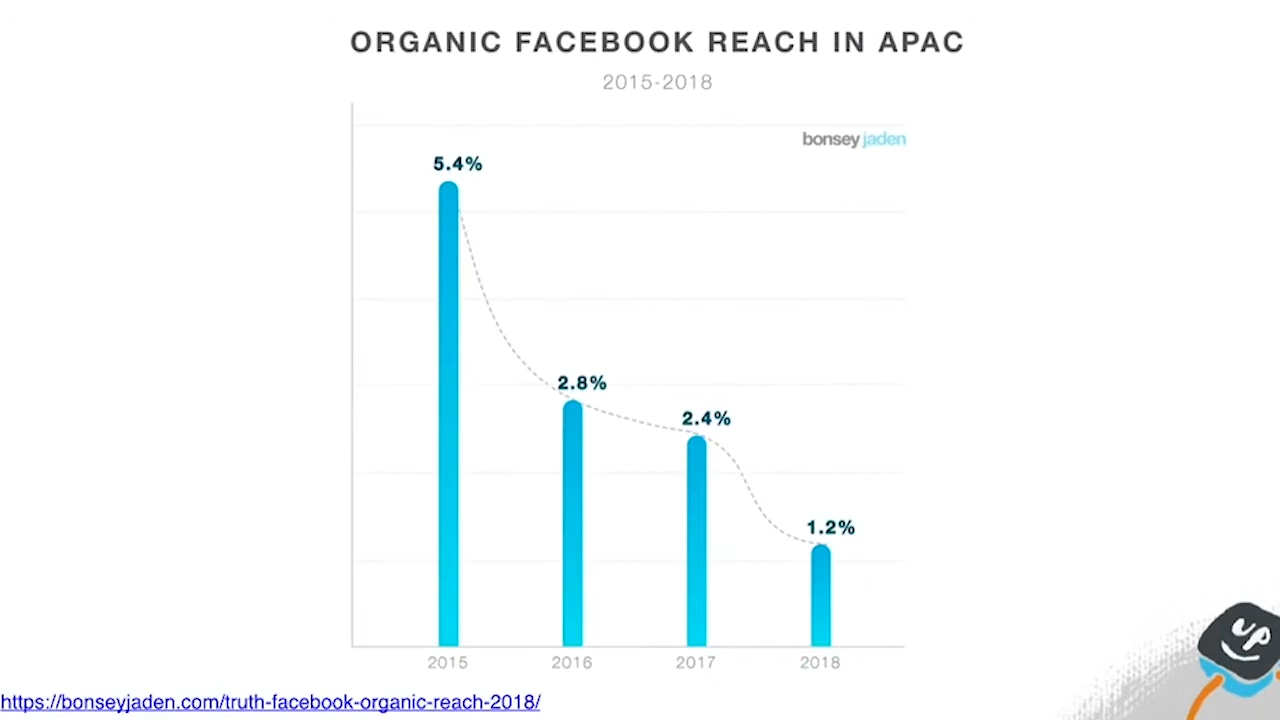 ORGANIC FACEBOOK REACH IN APAC
2015-2018
bonsey jaden
5.4%
2.8%
2.4%
1.2%
2015 2016 2017 2018
https://bonseyjaden.com/truth-facebook-organic-reach-2018/
UP